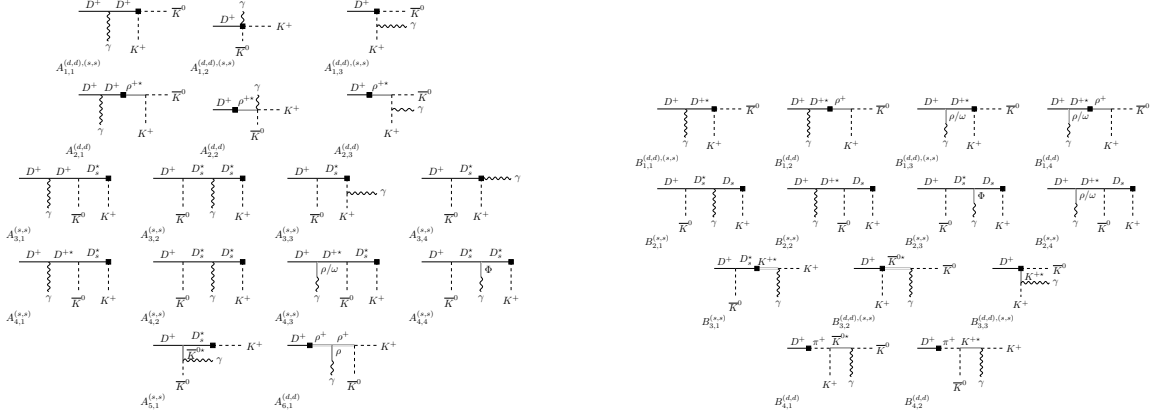 D⁺ D⁺ K̅⁰ γ K⁺ A₁,₁^(d,d),(s,s)
γ D⁺ K⁺ K̅⁰ A₁,₂^(d,d),(s,s)
D⁺ K̅⁰ γ K⁺ A₁,₃^(d,d),(s,s)
D⁺ D⁺ ρ⁺* K̅⁰ γ K⁺ A₂,₁^(d,d)
γ D⁺ ρ⁺* K⁺ K̅⁰ A₂,₂^(d,d)
D⁺ ρ⁺* K̅⁰ γ K⁺ A₂,₃^(d,d)
D⁺ D⁺ D_s* γ K̅⁰ K⁺ A₃,₁^(s,s)
D⁺ D_s* D_s* K̅⁰ γ K⁺ A₃,₂^(s,s)
D⁺ D_s* γ K̅⁰ K⁺ A₃,₃^(s,s)
D⁺ D_s* γ K̅⁰ K⁺ A₃,₄^(s,s)
D⁺ D⁺* D_s* γ K̅⁰ K⁺ A₄,₁^(s,s)
D⁺ D_s* D_s* K̅⁰ γ K⁺ A₄,₂^(s,s)
D⁺ D⁺* D_s* ρ/ω γ K̅⁰ K⁺ A₄,₃^(s,s)
D⁺ D_s* D_s* Φ K̅⁰ γ K⁺ A₄,₄^(s,s)
D⁺ D_s* K⁺ K̅⁰* γ K̅⁰ A₅,₁^(s,s)
D⁺ ρ⁺ ρ⁺ K⁺ ρ γ K̅⁰ A₆,₁^(d,d)
D⁺ D⁺* K̅⁰ γ K⁺ B₁,₁^(d,d),(s,s)
D⁺ D⁺* ρ⁺ K̅⁰ γ K⁺ B₁,₂^(d,d)
D⁺ D⁺* K̅⁰ ρ/ω γ K⁺ B₁,₃^(d,d),(s,s)
D⁺ D⁺* ρ⁺ K̅⁰ ρ/ω γ K⁺ B₁,₄^(d,d)
D⁺ D_s* D_s K̅⁰ γ K⁺ B₂,₁^(s,s)
D⁺ D⁺* D_s γ K̅⁰ K⁺ B₂,₂^(s,s)
D⁺ D_s* D_s Φ K̅⁰ γ K⁺ B₂,₃^(s,s)
D⁺ D⁺* D_s ρ/ω γ K̅⁰ K⁺ B₂,₄^(s,s)
D⁺ D_s* K⁺* K⁺ K̅⁰ γ B₃,₁^(s,s)
D⁺ K̅⁰* K̅⁰ K⁺ γ B₃,₂^(d,d),(s,s)
D⁺ K̅⁰ K⁺* γ K⁺ B₃,₃^(d,d),(s,s)
D⁺ π⁺ K̅⁰* K̅⁰ K⁺ γ B₄,₁^(d,d)
D⁺ π⁺ K⁺* K⁺ K̅⁰ γ B₄,₂^(d,d)